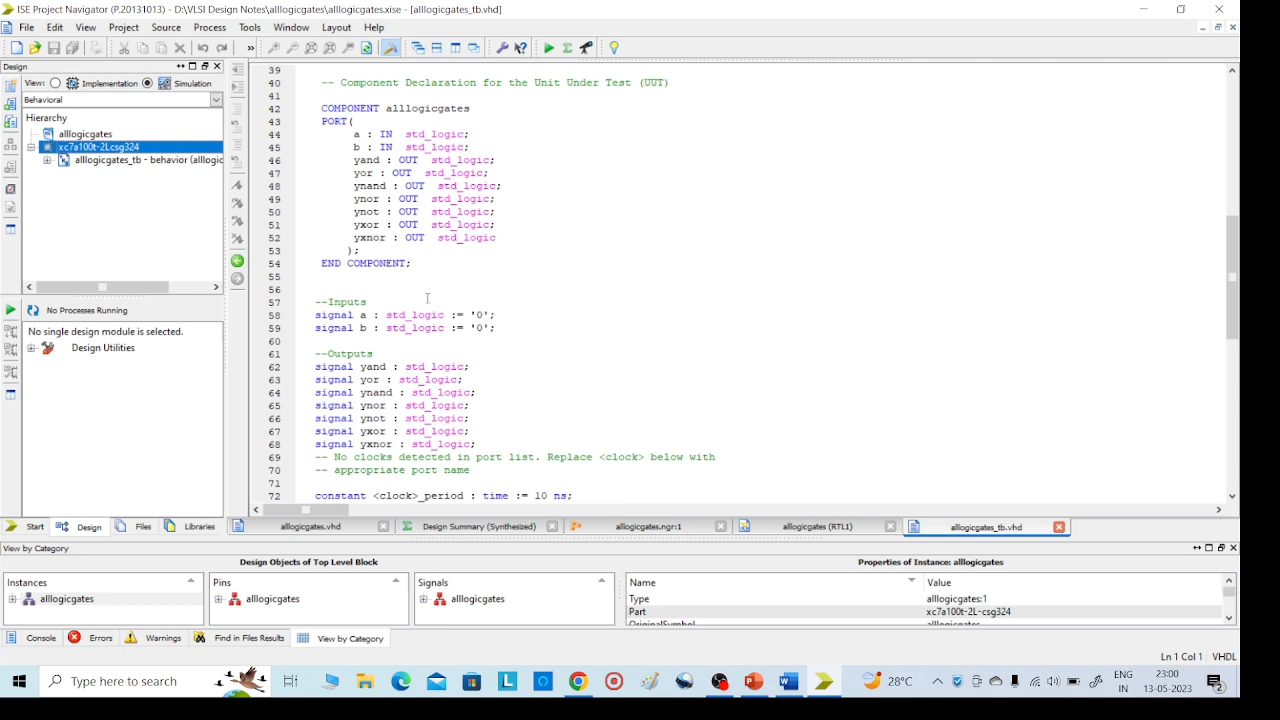 ISE Project Navigator (P.20131013) - D:\VLSI Design Notes\alllogicgates\alllogicgates.xise - [alllogicgates_tb.vhd]
File Edit View Project Source Process Tools Window Layout Help
Design
View: Implementation Simulation
Behavioral
Hierarchy
alllogicgates
xc7a100t-2Lcsg324
alllogicgates_tb - behavior (alllogic
No Processes Running
No single design module is selected.
Design Utilities
39
40 -- Component Declaration for the Unit Under Test (UUT)
41
42 COMPONENT alllogicgates
43 PORT(
44 a : IN std_logic;
45 b : IN std_logic;
46 yand : OUT std_logic;
47 yor : OUT std_logic;
48 ynand : OUT std_logic;
49 ynor : OUT std_logic;
50 ynot : OUT std_logic;
51 yxor : OUT std_logic;
52 yxnor : OUT std_logic
53 );
54 END COMPONENT;
55
56
57 --Inputs
58 signal a : std_logic := '0';
59 signal b : std_logic := '0';
60
61 --Outputs
62 signal yand : std_logic;
63 signal yor : std_logic;
64 signal ynand : std_logic;
65 signal ynor : std_logic;
66 signal ynot : std_logic;
67 signal yxor : std_logic;
68 signal yxnor : std_logic;
69 -- No clocks detected in port list. Replace <clock> below with
70 -- appropriate port name
71
72 constant <clock>_period : time := 10 ns;
Start Design Files Libraries
alllogicgates.vhd Design Summary (Synthesized) alllogicgates.ngr:1 alllogicgates (RTL1) alllogicgates_tb.vhd
View by Category
Design Objects of Top Level Block Properties of Instance: alllogicgates
Instances Pins Signals Name Value
alllogicgates alllogicgates alllogicgates Type alllogicgates:1
Part xc7a100t-2L-csg324
Console Errors Warnings Find in Files Results View by Category
Ln 1 Col 1 VHDL
Type here to search
28°C
ENG
IN
23:00
13-05-2023
2